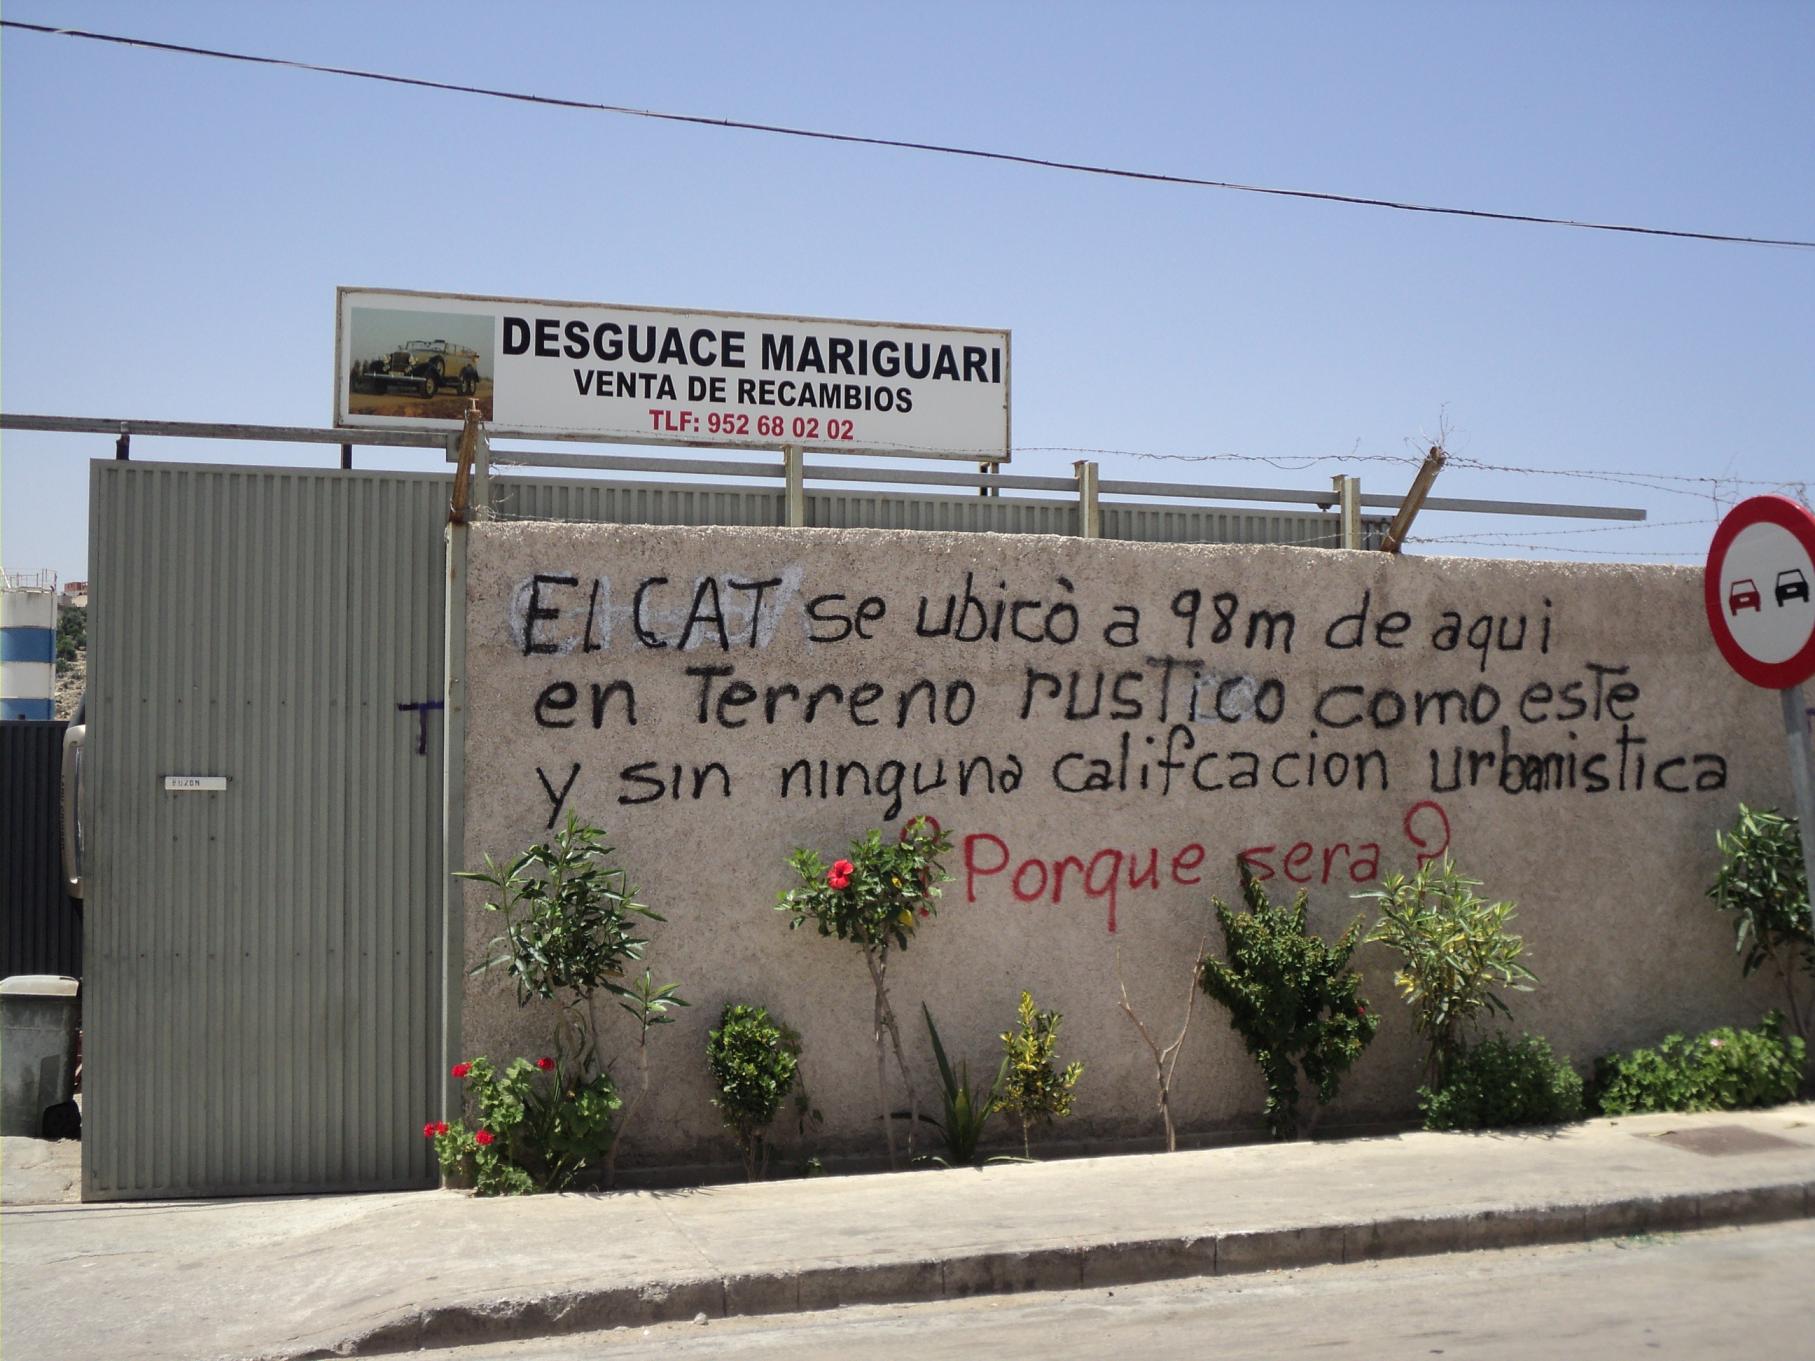 DESGUACE MARIGUARI
VENTA DE RECAMBIOS
TLF: 952 68 02 02
El CAT se ubicò a 98m de aqui
en Terreno rusTico como esTe
y sin ninguna califcacion urbanistica
¿Porque sera?
T
BUZON